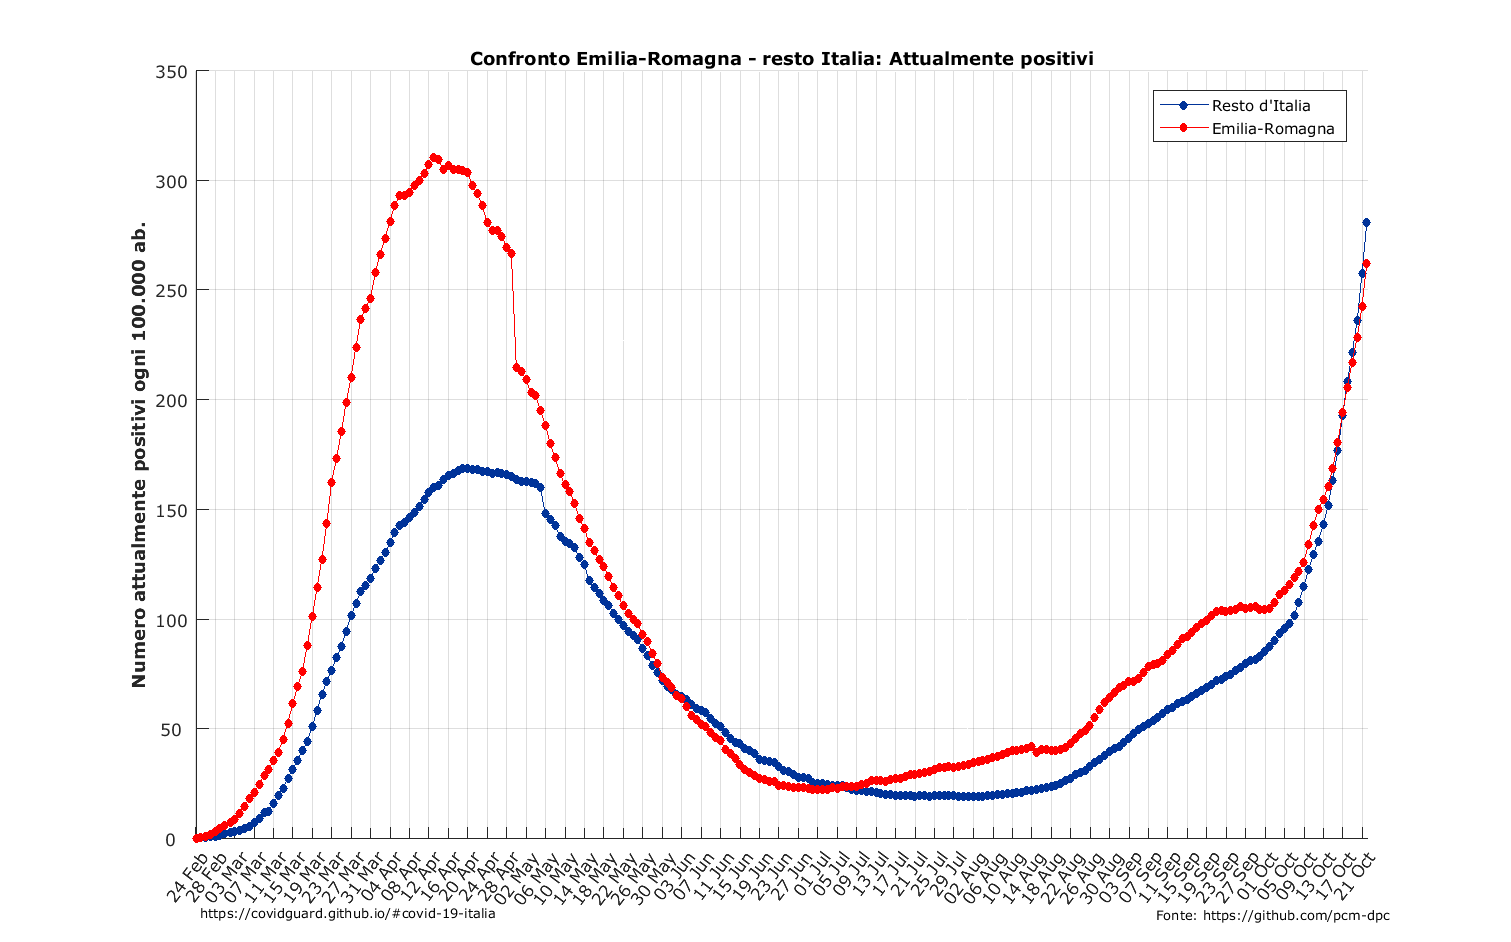 Confronto Emilia-Romagna - resto Italia: Attualmente positivi
Resto d'Italia
Emilia-Romagna
Numero attualmente positivi ogni 100.000 ab.
350
300
250
200
150
100
50
0
24 Feb
28 Feb
03 Mar
07 Mar
11 Mar
15 Mar
19 Mar
23 Mar
27 Mar
31 Mar
04 Apr
08 Apr
12 Apr
16 Apr
20 Apr
24 Apr
28 Apr
02 May
06 May
10 May
14 May
18 May
22 May
26 May
30 May
03 Jun
07 Jun
11 Jun
15 Jun
19 Jun
23 Jun
27 Jun
01 Jul
05 Jul
09 Jul
13 Jul
17 Jul
21 Jul
25 Jul
29 Jul
02 Aug
06 Aug
10 Aug
14 Aug
18 Aug
22 Aug
26 Aug
30 Aug
03 Sep
07 Sep
11 Sep
15 Sep
19 Sep
23 Sep
27 Sep
01 Oct
05 Oct
09 Oct
13 Oct
17 Oct
21 Oct
https://covidguard.github.io/#covid-19-italia
Fonte: https://github.com/pcm-dpc